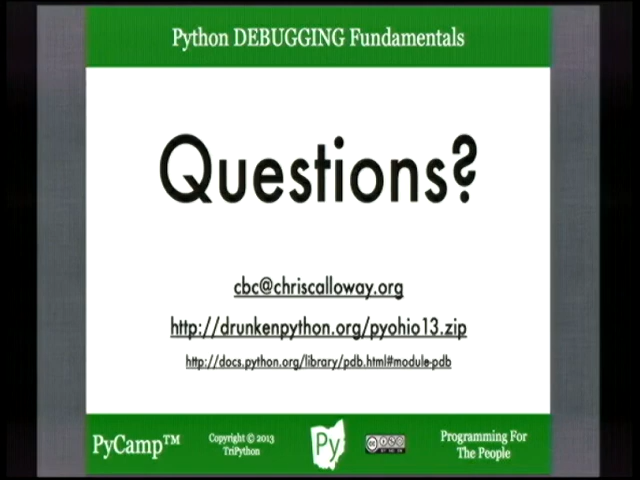 Python DEBUGGING Fundamentals
Questions?
cbc@chriscalloway.org
http://drunkenpython.org/pyohio13.zip
http://docs.python.org/library/pdb.html#module-pdb
PyCamp™
Copyright © 2013
TriPython
Py
Programming For
The People